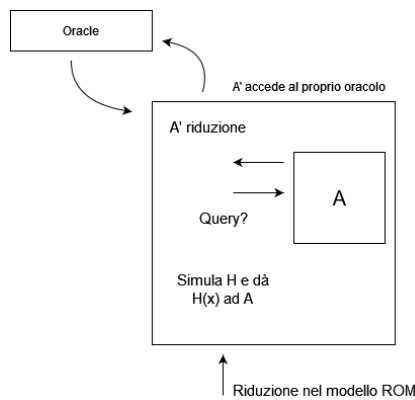 Oracle
A' accede al proprio oracolo
A' riduzione
A
Query?
Simula H e dà
H(x) ad A
Riduzione nel modello ROM